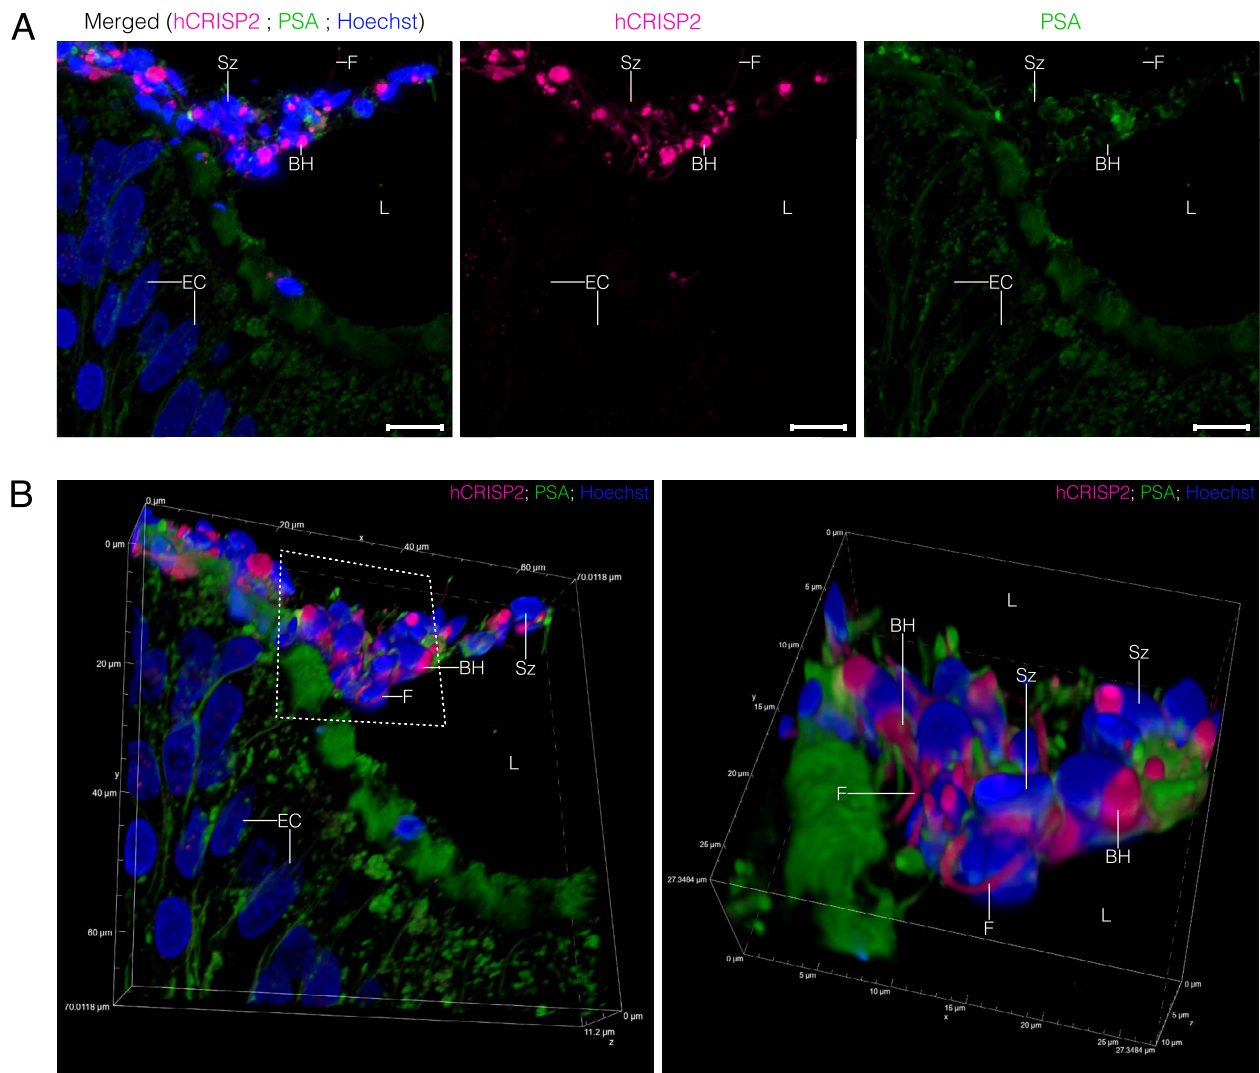 A
Merged (hCRISP2 ; PSA ; Hoechst)
hCRISP2
PSA
Sz
F
BH
L
EC
Sz
F
BH
L
EC
Sz
F
BH
L
EC
B
hCRISP2; PSA; Hoechst
0 µm
20 µm
x
40 µm
60 µm
70.0118 µm
0 µm
20 µm
y
40 µm
60 µm
70.0118 µm
BH
Sz
F
L
EC
0 µm
11.2 µm
z
hCRISP2; PSA; Hoechst
0 µm
5 µm
10 µm
y
15 µm
20 µm
25 µm
27.3484 µm
L
BH
Sz
Sz
F
BH
F
L
0 µm
5 µm
10 µm
15 µm
x
20 µm
25 µm
27.3484 µm
0 µm
5 µm
z
10 µm